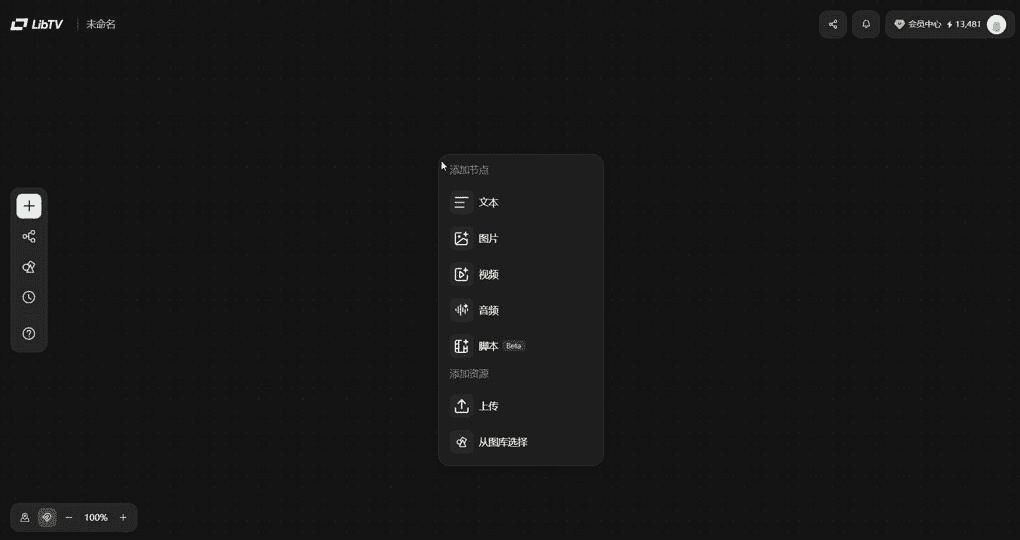 LibTV
未命名
会员中心 13,481
添加节点
文本
图片
视频
音频
脚本 Beta
添加资源
上传
从图库选择
100%